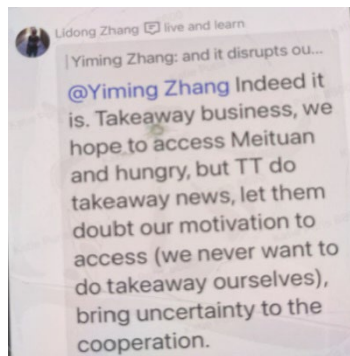 Lidong Zhang live and learn
Yiming Zhang: and it disrupts ou...
@Yiming Zhang Indeed it
is. Takeaway business, we
hope to access Meituan
and hungry, but TT do
takeaway news, let them
doubt our motivation to
access (we never want to
do takeaway ourselves),
bring uncertainty to the
cooperation.